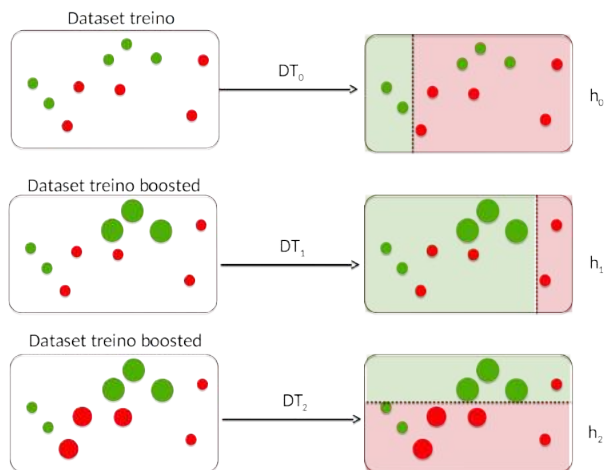 Dataset treino
DT₀
h₀
Dataset treino boosted
DT₁
h₁
Dataset treino boosted
DT₂
h₂